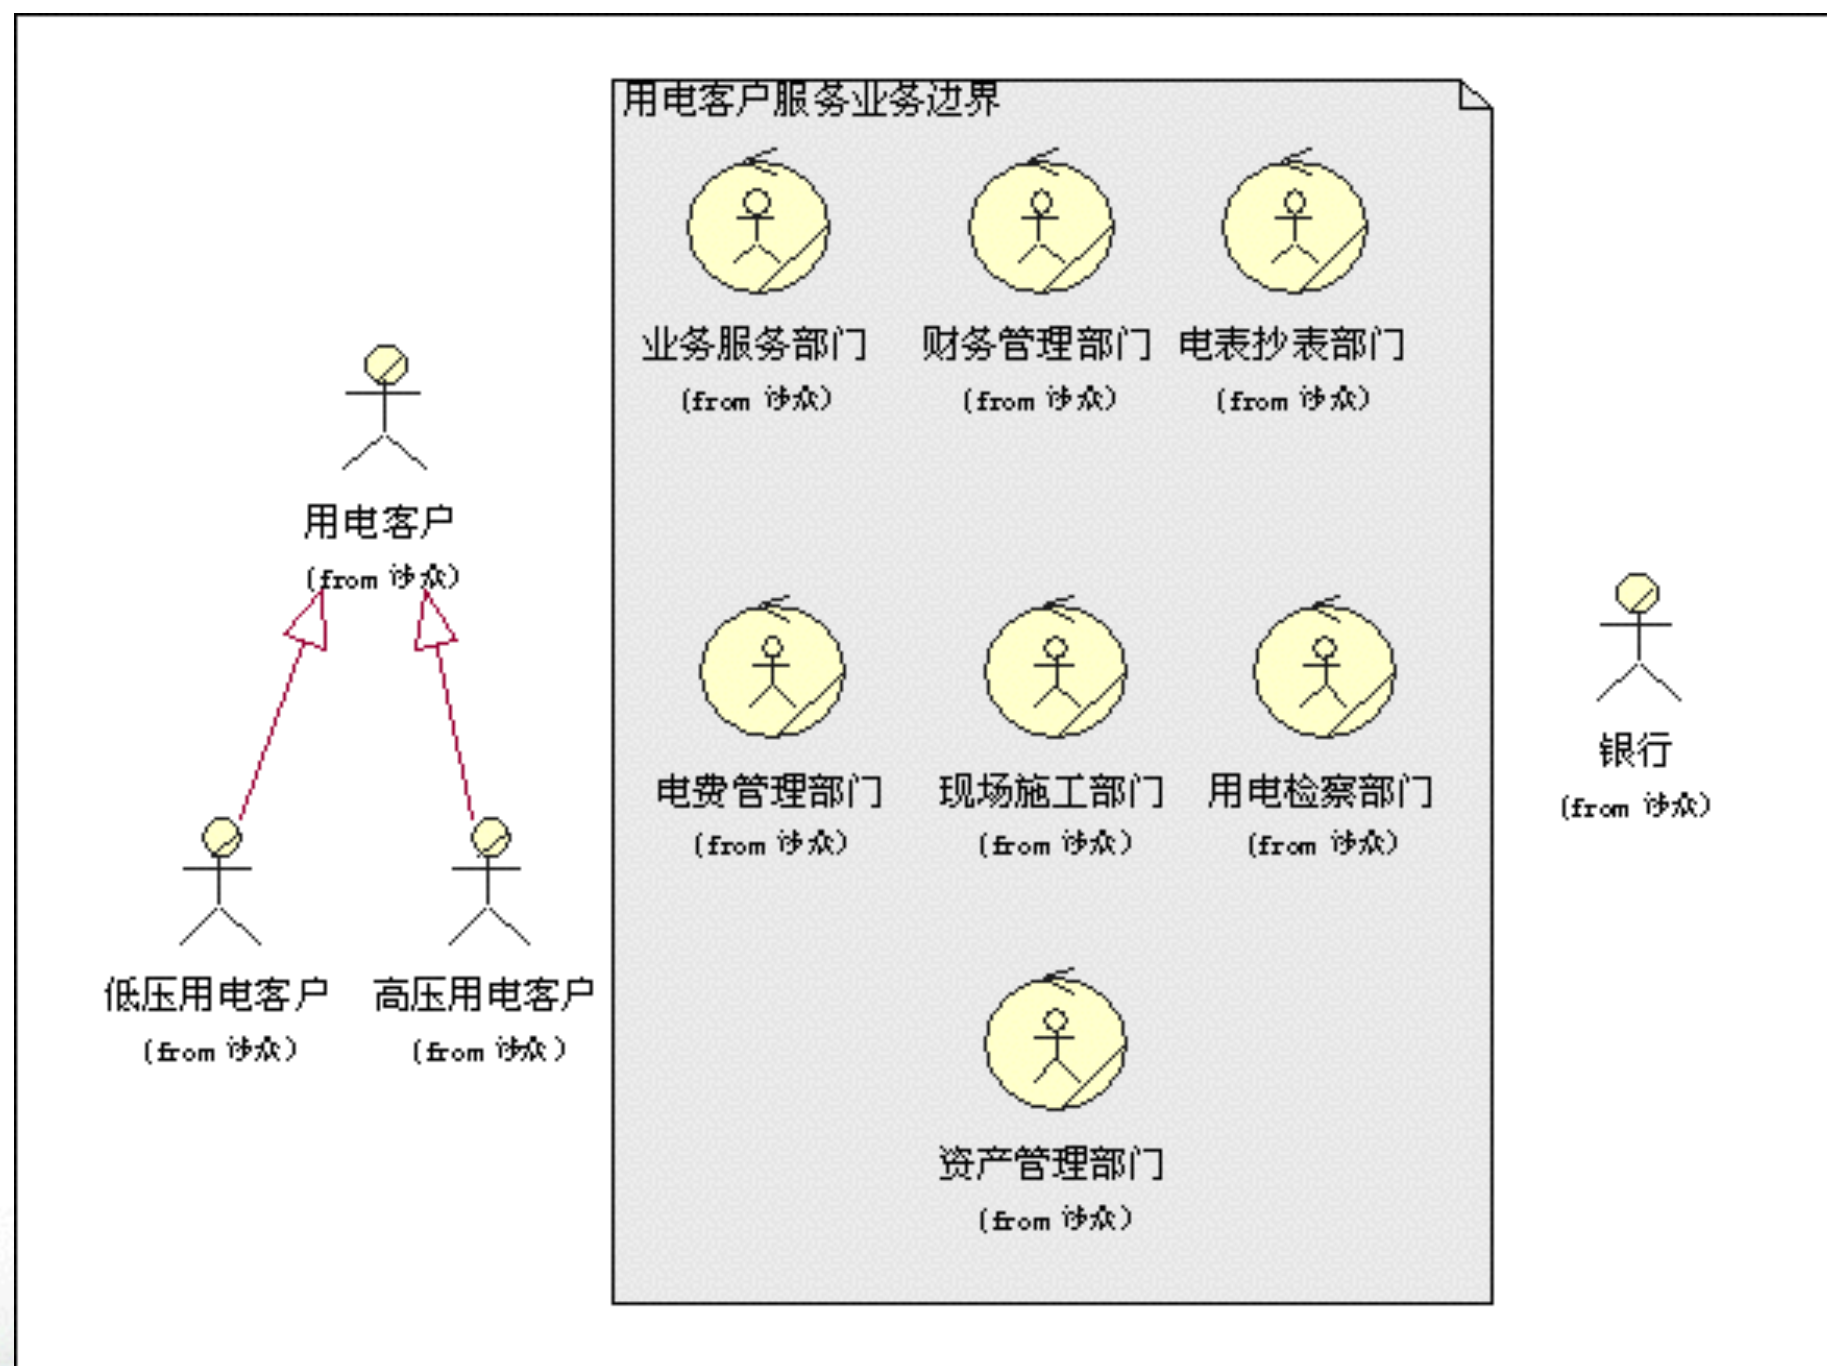 用电客户服务业务边界
业务服务部门
(from 涉众)
财务管理部门
(from 涉众)
电表抄表部门
(from 涉众)
用电客户
(from 涉众)
电费管理部门
(from 涉众)
现场施工部门
(from 涉众)
用电检察部门
(from 涉众)
银行
(from 涉众)
低压用电客户
(from 涉众)
高压用电客户
(from 涉众)
资产管理部门
(from 涉众)